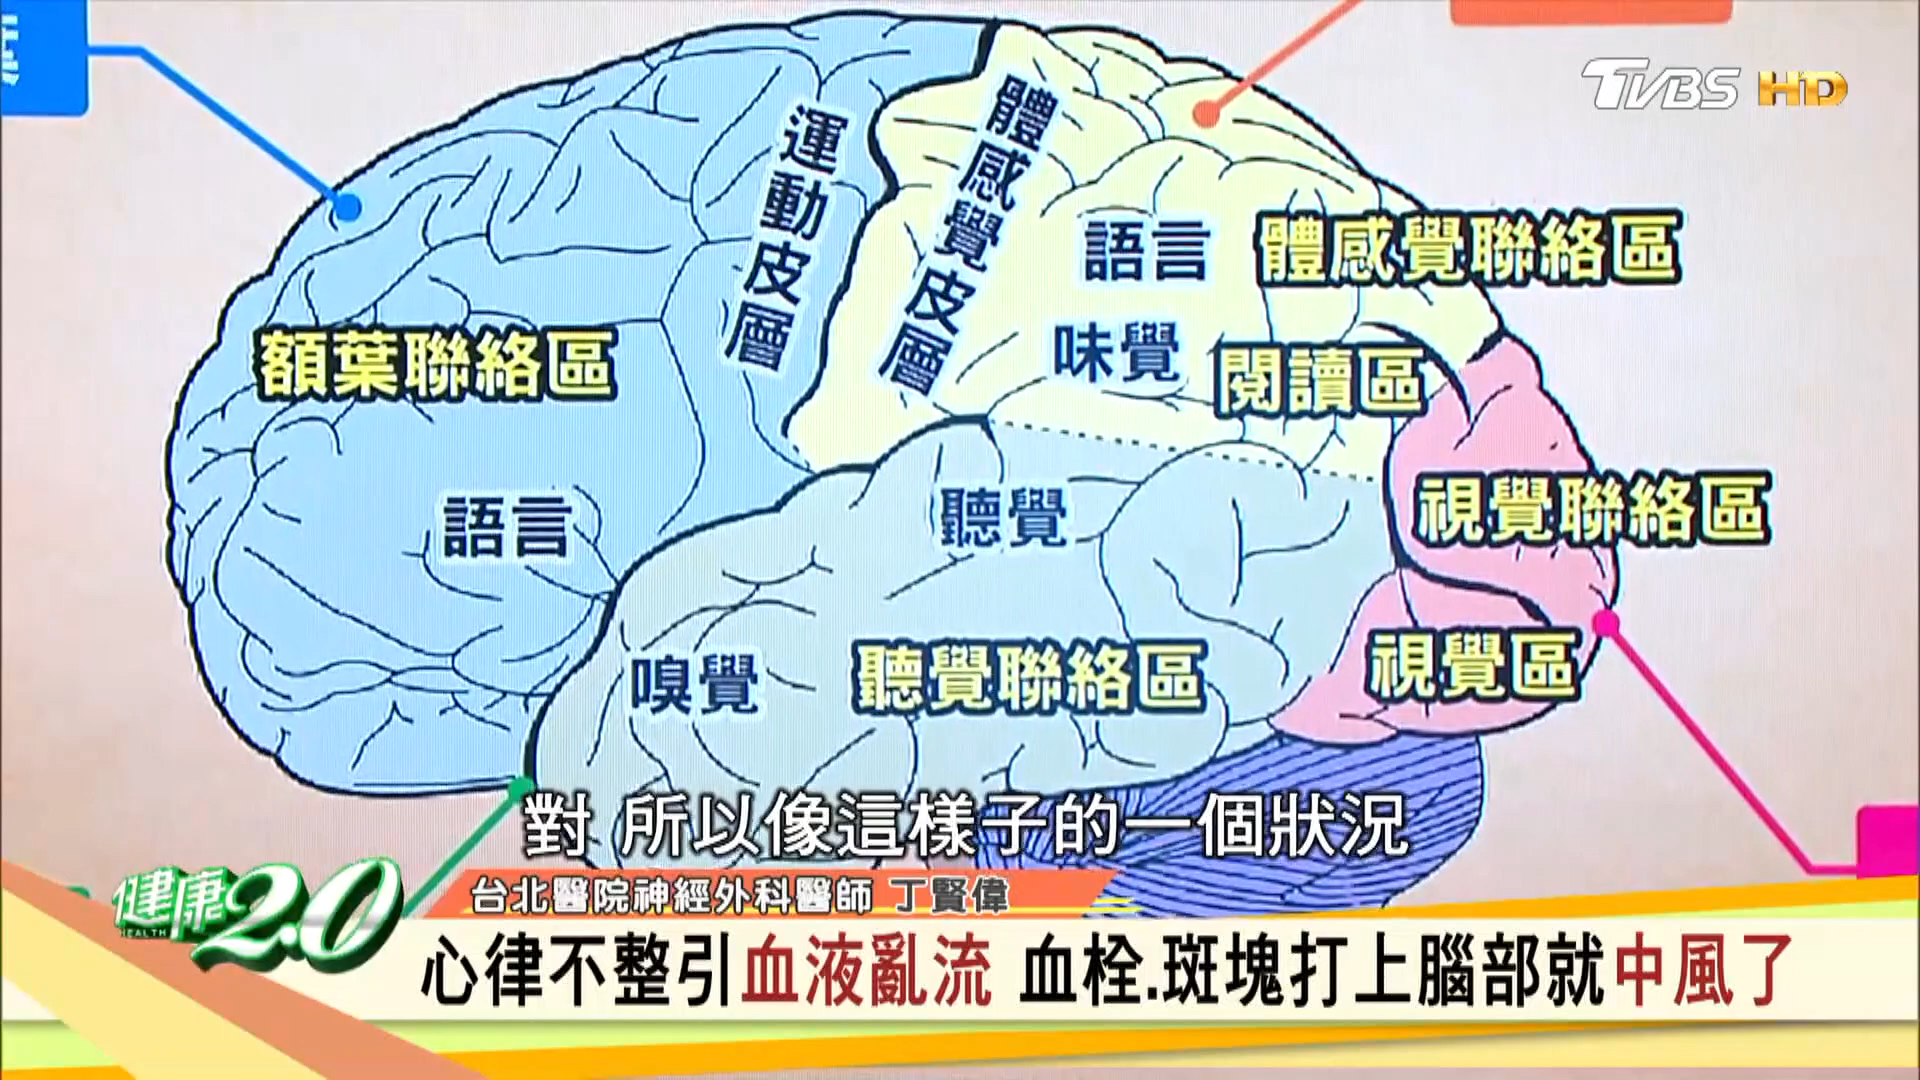 TVBS HD
運動皮層
體感覺皮層
語言
體感覺聯絡區
味覺
閱讀區
額葉聯絡區
語言
聽覺
視覺聯絡區
嗅覺
聽覺聯絡區
視覺區
對 所以像這樣子的一個狀況
健康2.0
HEALTH
台北醫院神經外科醫師 丁賢偉
心律不整引血液亂流 血栓.斑塊打上腦部就中風了